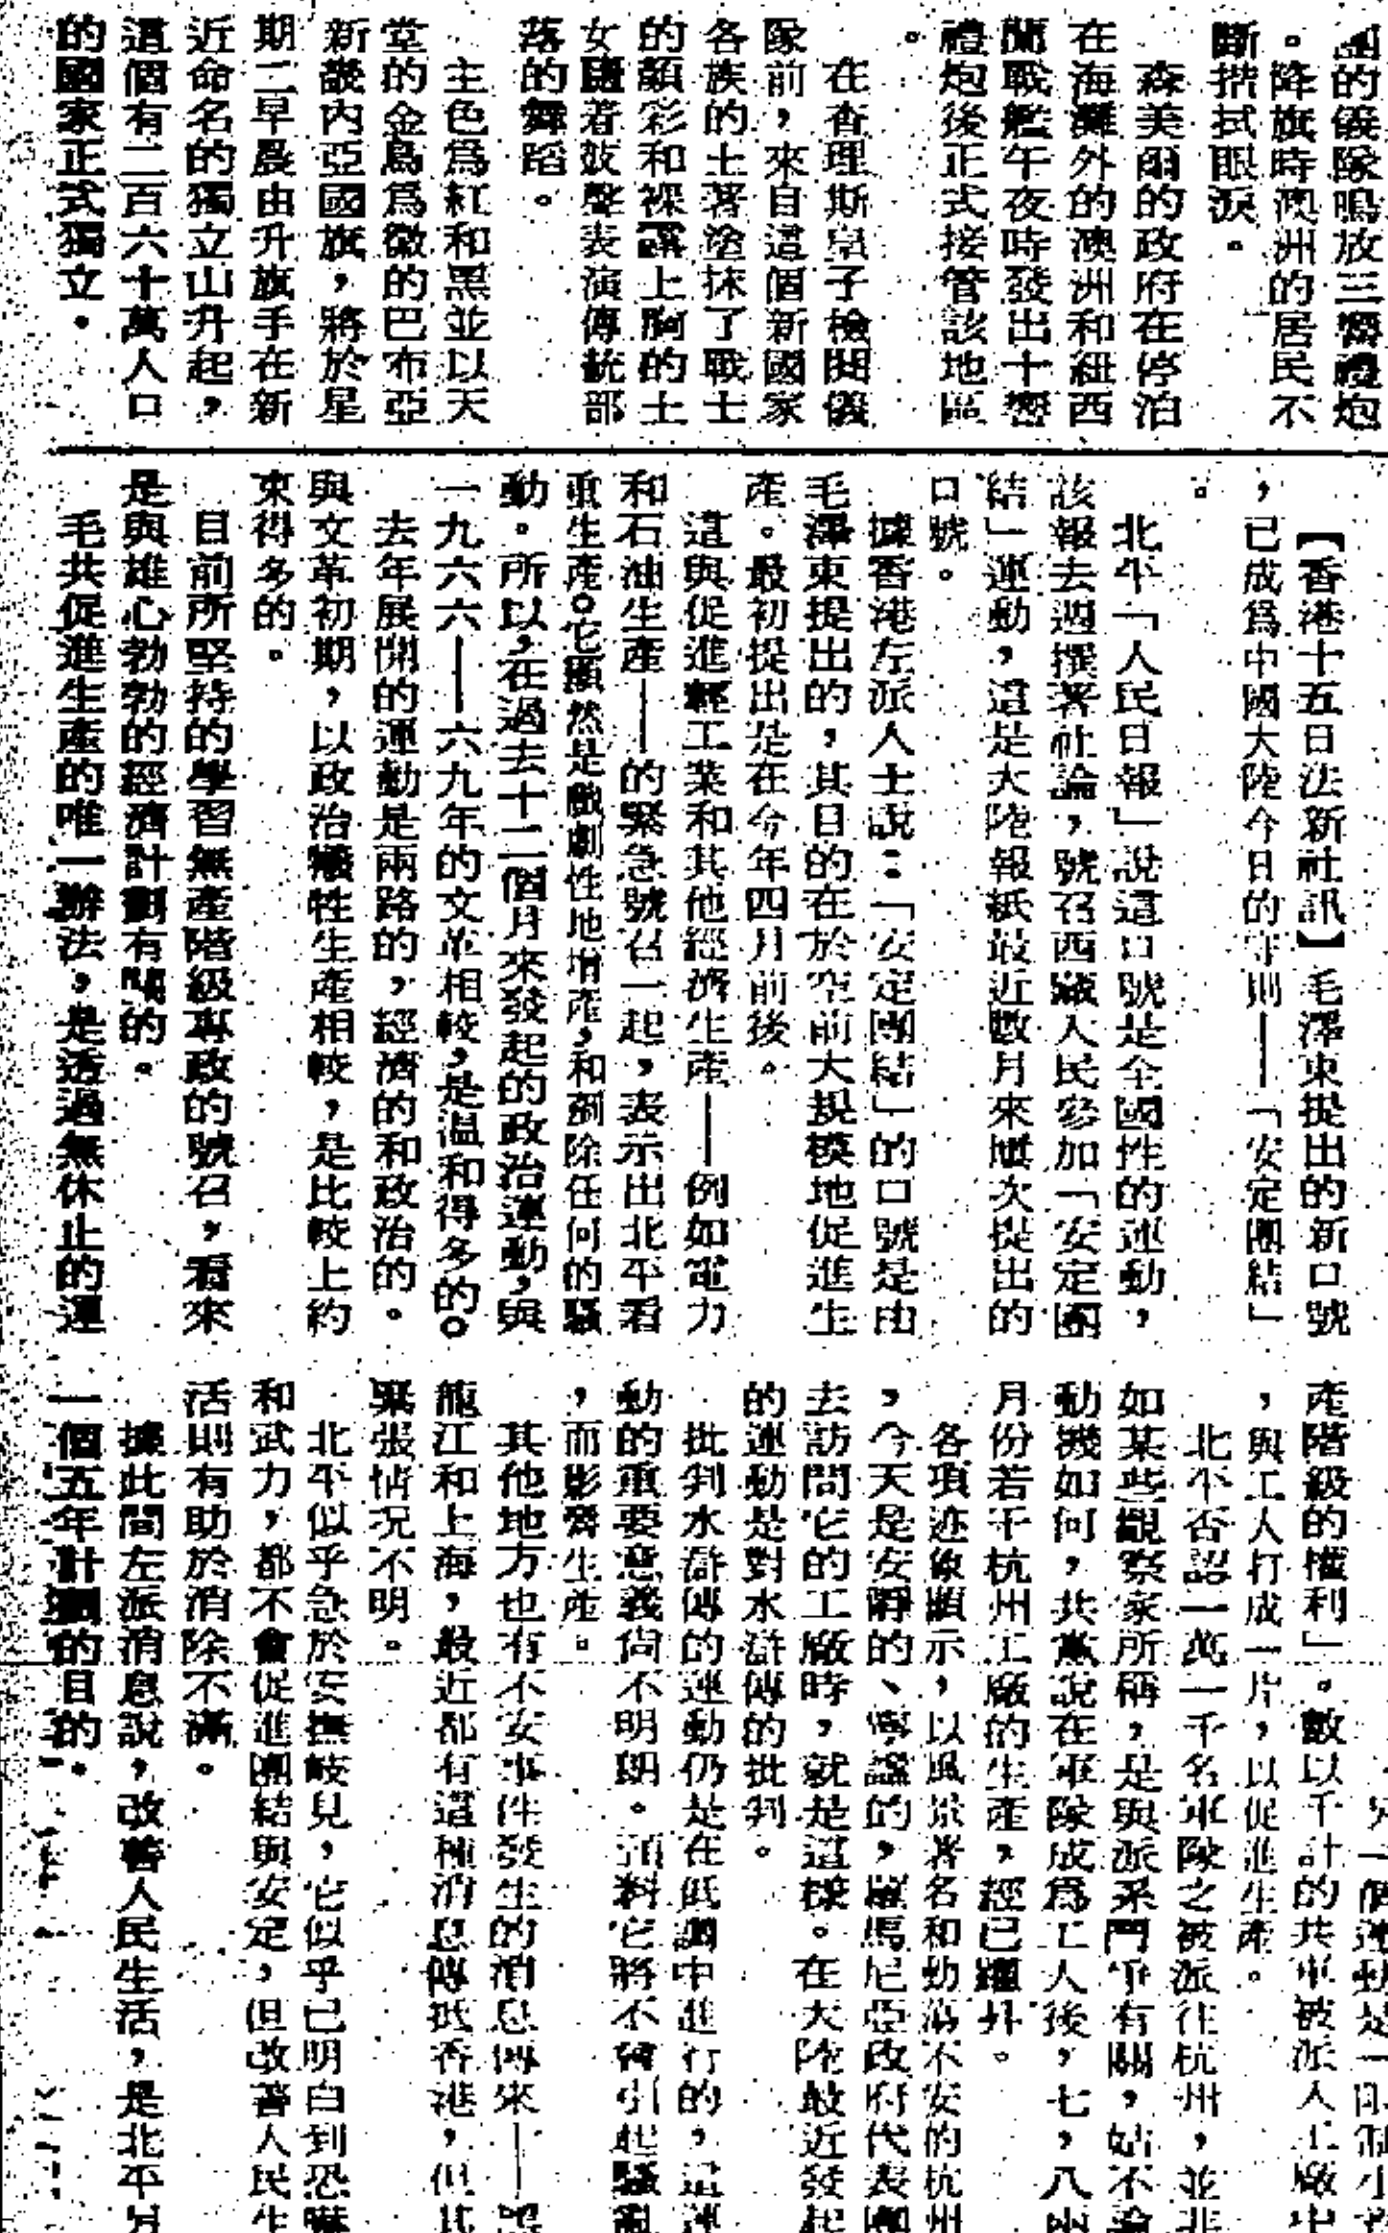 的儀隊鳴放三響禮炮
。降旗時澳洲的居民不
斷揩拭眼淚。
森美爾的政府在停泊
在海灘外的澳洲和紐西
蘭戰艦午夜時發出十響
禮炮後正式接管該地區
。
在查理斯皇子檢閱儀
隊前,來自這個新國家
各族的土著塗抹了戰士
的顏彩和裸露上胸的土
女隨着鼓聲表演傳統部
落的舞蹈。
主色爲紅和黑並以天
堂的金鳥爲徽的巴布亞
新畿內亞國旗,將於星
期二早晨由升旗手在新
近命名的獨立山升起,
這個有二百六十萬人口
的國家正式獨立。
【香港十五日法新社訊】毛澤東提出的新口號
,已成爲中國大陸今日的守則——「安定團結」
。
北平「人民日報」說這口號是全國性的運動,
該報去週撰著社論,號召西藏人民參加「安定團
結」運動,這是大陸報紙最近數月來屢次提出的
口號。
據香港左派人士說:「安定團結」的口號是由
毛澤東提出的,其目的在於空前大規模地促進生
產。最初提出是在今年四月前後。
這與促進輕工業和其他經濟生產——例如電力
和石油生產——的緊急號召一起,表示出北平看
重生產。它顯然是戲劇性地增產,和剷除任何的騷
動。所以,在過去十二個月來發起的政治運動,與
一九六六——六九年的文革相較,是温和得多的。
去年展開的運動是兩路的,經濟的和政治的。
與文革初期,以政治犧牲生產相較,是比較上約
束得多的。
目前所堅持的學習無產階級專政的號召,看來
是與雄心勃勃的經濟計劃有關的。
毛共促進生產的唯一辦法,是透過無休止的運
一個運動是一限制小資
產階級的權利」。數以千計的共軍被派入工廠中
,與工人打成一片,以促進生產。
北平否認一萬一千名軍隊之被派往杭州,並非
如某些觀察家所稱,是與派系鬥爭有關,姑不論
動機如何,共黨說在軍隊成爲工人後,七,八兩
月份若干杭州工廠的生產,經已躍升。
各項迹象顯示,以風景著名和動蕩不安的杭州
,今天是安靜的、寧謐的,羅馬尼亞政府代表團
去訪問它的工廠時,就是這樣。在大陸最近發起
的運動是對水滸傳的批判。
批判水滸傳的運動仍是在低調中進行的,這運
動的重要意義尙不明朗。預料它將不會引起騷亂
,而影響生產。
其他地方也有不安事件發生的消息傳來——黑
龍江和上海,最近都有這種消息傳抵香港,但其
緊張情况不明。
北平似乎急於安撫歧見,它似乎已明白到恐嚇
和武力,都不會促進團結與安定,但改善人民生
活則有助於消除不滿。
據此間左派消息說,改善人民生活,是北平另
一個五年計劃的目的。